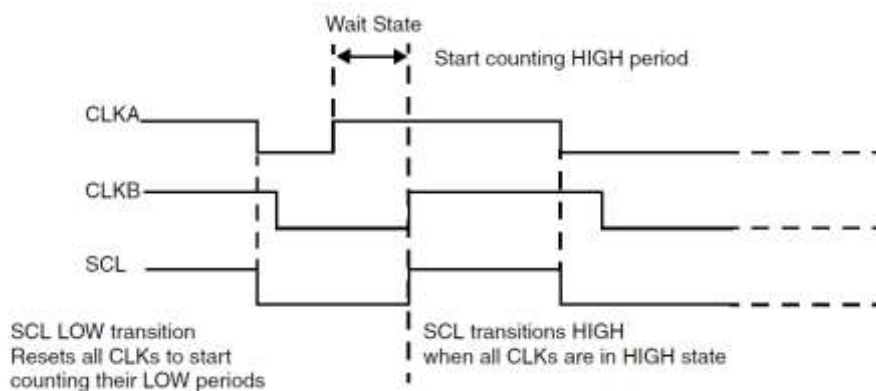 Wait State
Start counting HIGH period
CLKA
CLKB
SCL
SCL LOW transition
Resets all CLKs to start
counting their LOW periods
SCL transitions HIGH
when all CLKs are in HIGH state